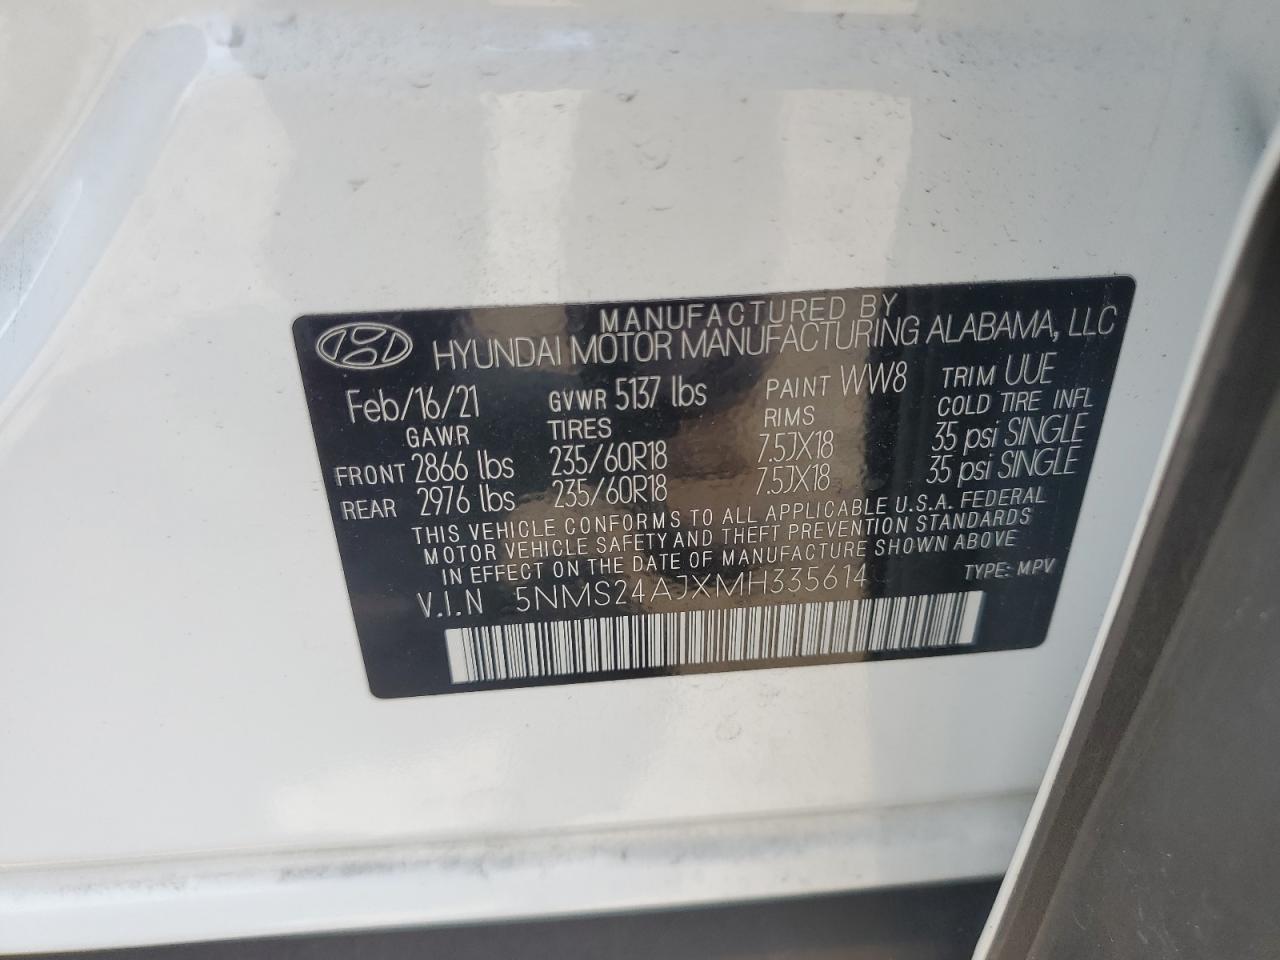 MANUFACTURED BY
HYUNDAI MOTOR MANUFACTURING ALABAMA, LLC
Feb/16/21 GVWR 5137 lbs PAINT WW8 TRIM UUE
GAWR TIRES RIMS COLD TIRE INFL
FRONT 2866 lbs 235/60R18 7.5JX18 35 psi SINGLE
REAR 2976 lbs 235/60R18 7.5JX18 35 psi SINGLE
THIS VEHICLE CONFORMS TO ALL APPLICABLE U.S.A. FEDERAL
MOTOR VEHICLE SAFETY AND THEFT PREVENTION STANDARDS
IN EFFECT ON THE DATE OF MANUFACTURE SHOWN ABOVE
V.I.N 5NMS24AJXMH335614 TYPE: MPV